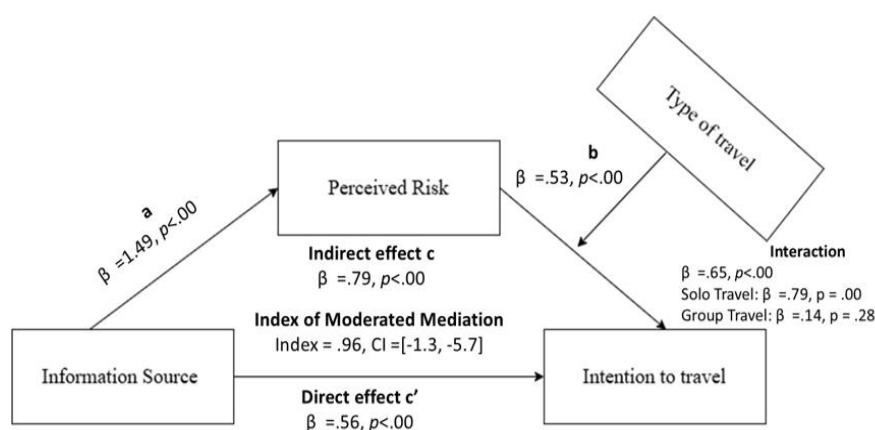 Type of travel
b
β =.53, p<.00
Perceived Risk
a
β =1.49, p<.00
Interaction
β =.65, p<.00
Solo Travel: β =.79, p = .00
Group Travel: β =.14, p = .28
Indirect effect c
β =.79, p<.00
Index of Moderated Mediation
Index = .96, CI =[-1.3, -5.7]
Information Source
Intention to travel
Direct effect c'
β =.56, p<.00